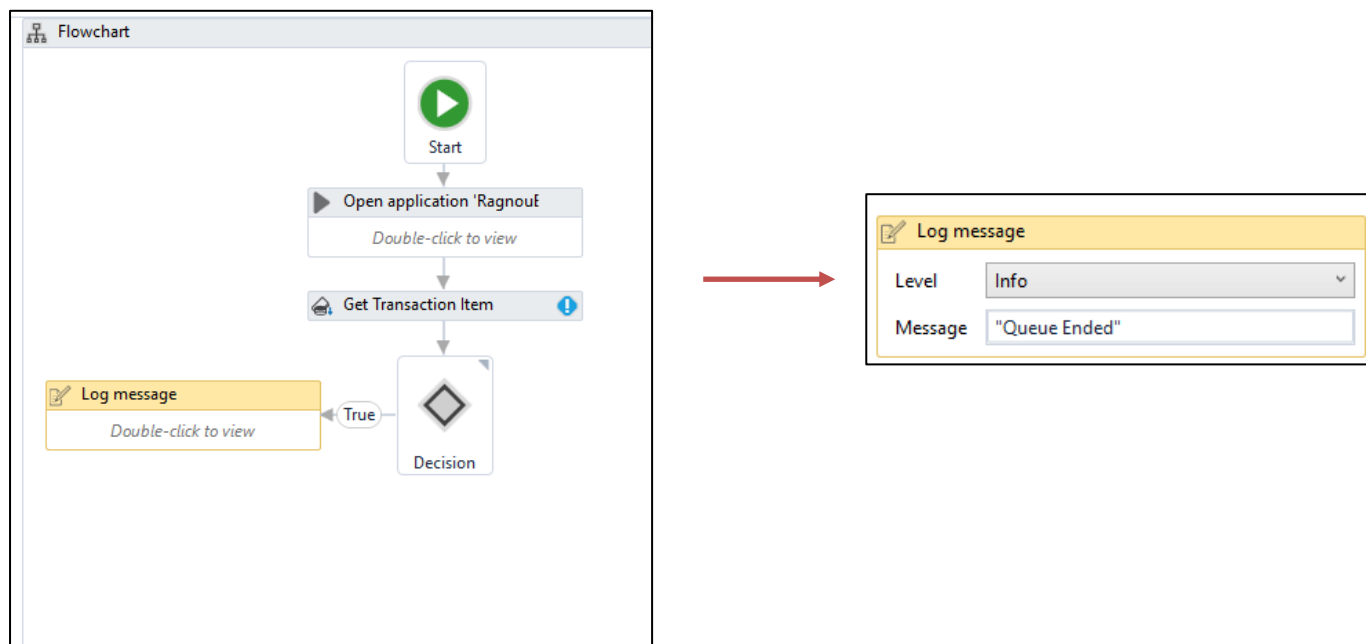 Flowchart
Start
Open application 'RagnouE
Double-click to view
Get Transaction Item
Log message
Double-click to view
True
Decision
Log message
Level
Info
Message
"Queue Ended"